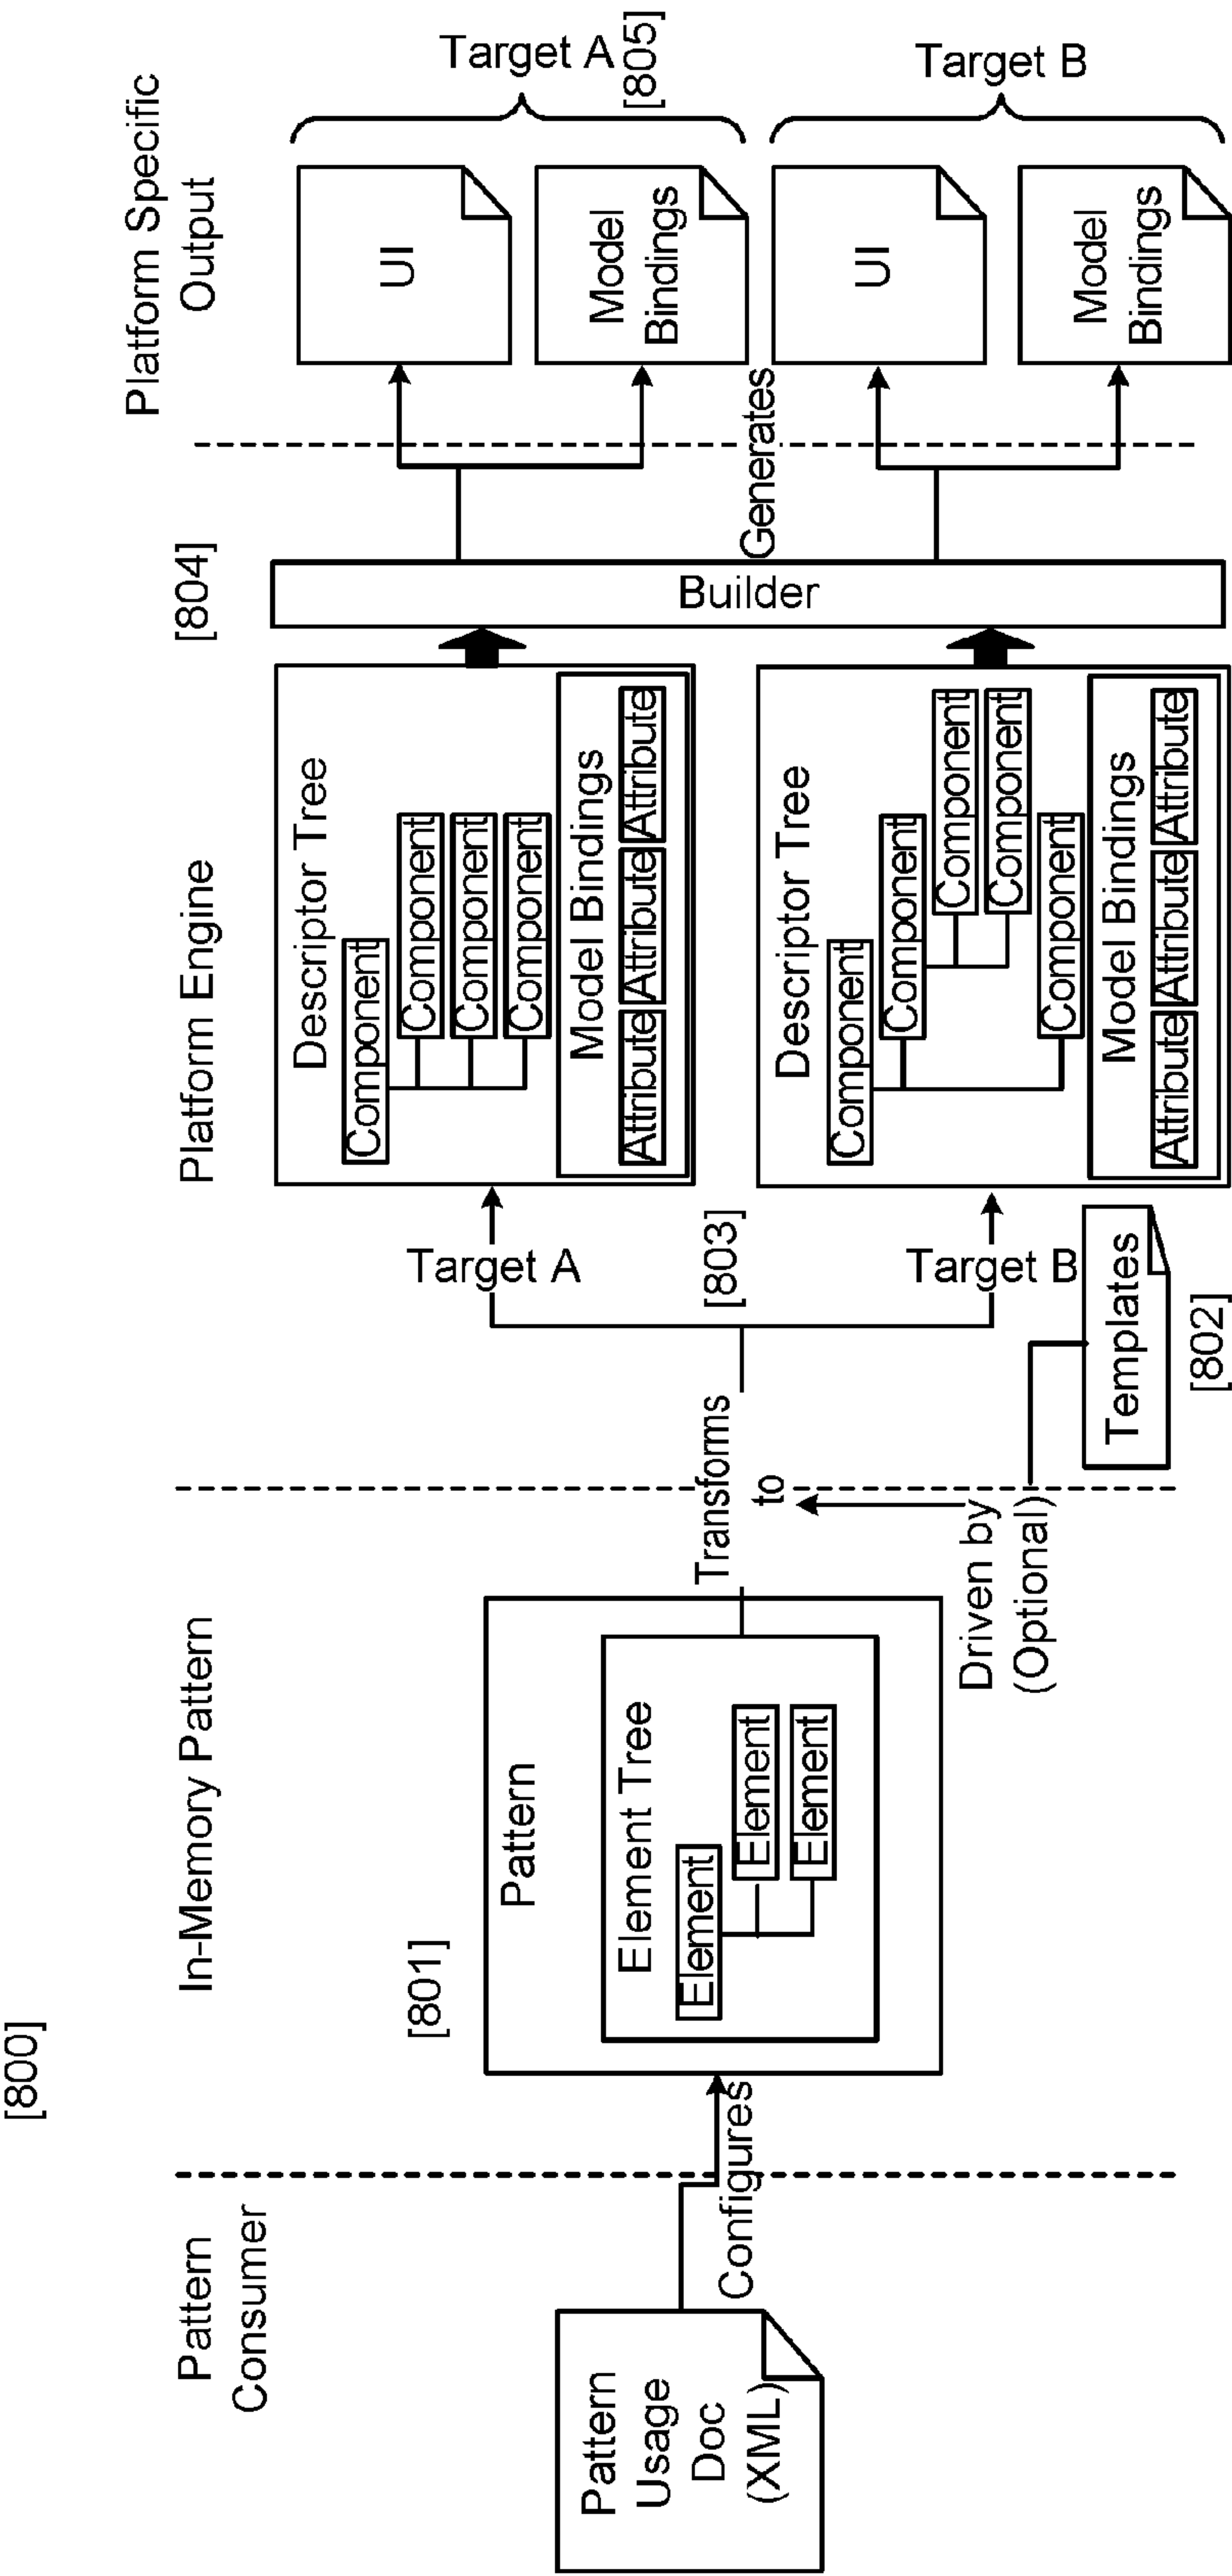 [800]
Pattern
Consumer
In-Memory Pattern
Platform Engine
Platform Specific
Output
Pattern
Usage
Doc
(XML)
Configures
[801]
Pattern
Element Tree
Element
Element
Element
Transforms
to
Driven by
(Optional)
Templates
[802]
[803]
Target A
Target B
Descriptor Tree
Component
Component
Component
Component
Model Bindings
Attribute Attribute Attribute
Descriptor Tree
Component
Component
Component
Component
Component
Model Bindings
Attribute Attribute Attribute
[804]
Builder
Generates
UI
Model
Bindings
Target A
[805]
UI
Model
Bindings
Target B